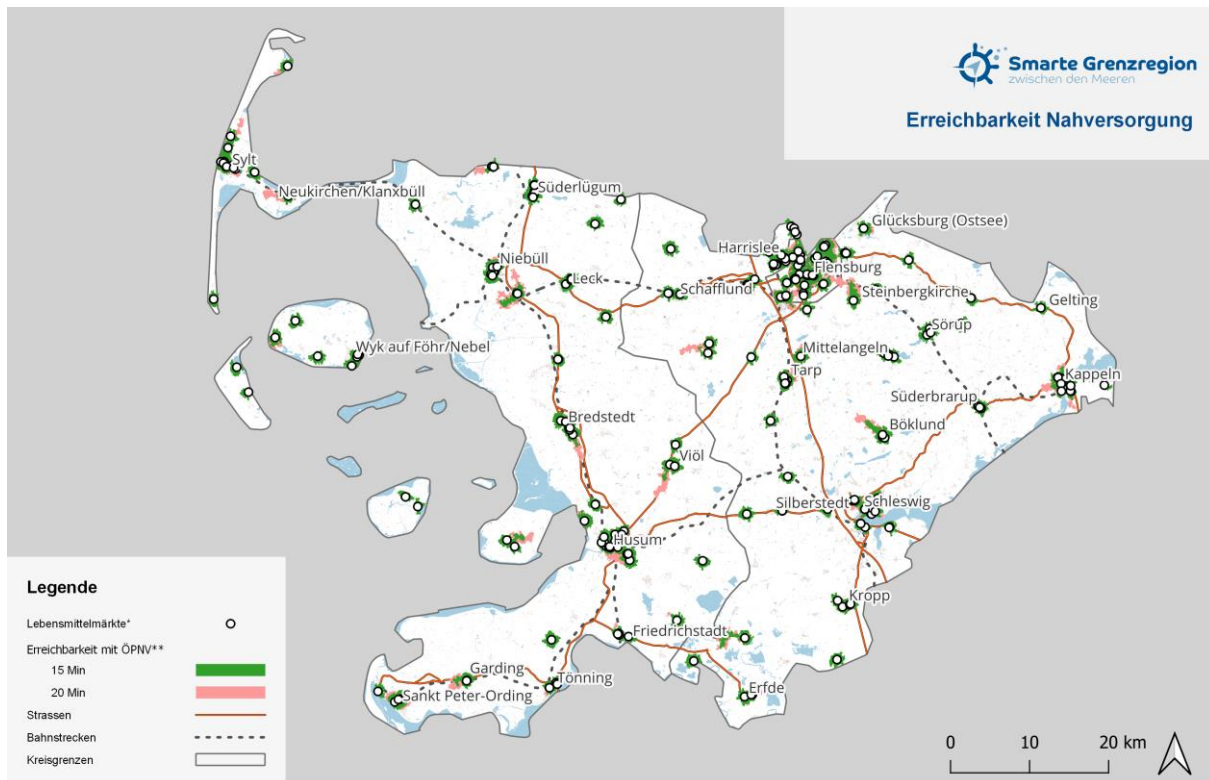 Smarte Grenzregion
zwischen den Meeren
Erreichbarkeit Nahversorgung
Sylt
Neukirchen/Klanxbüll
Süderlügum
Glücksburg (Ostsee)
Harrislee
Flensburg
Niebüll
Leck
Schafflund
Steinbergkirche
Gelting
Sörup
Wyk auf Föhr/Nebel
Mittelangeln
Tarp
Kappeln
Süderbrarup
Bredstedt
Böklund
Viöl
Silberstedt
Schleswig
Husum
Kropp
Friedrichstadt
Garding
Tönning
Sankt Peter-Ording
Erfde
Legende
Lebensmittelmärkte*
Erreichbarkeit mit ÖPNV**
15 Min
20 Min
Strassen
Bahnstrecken
Kreisgrenzen
0 10 20 km